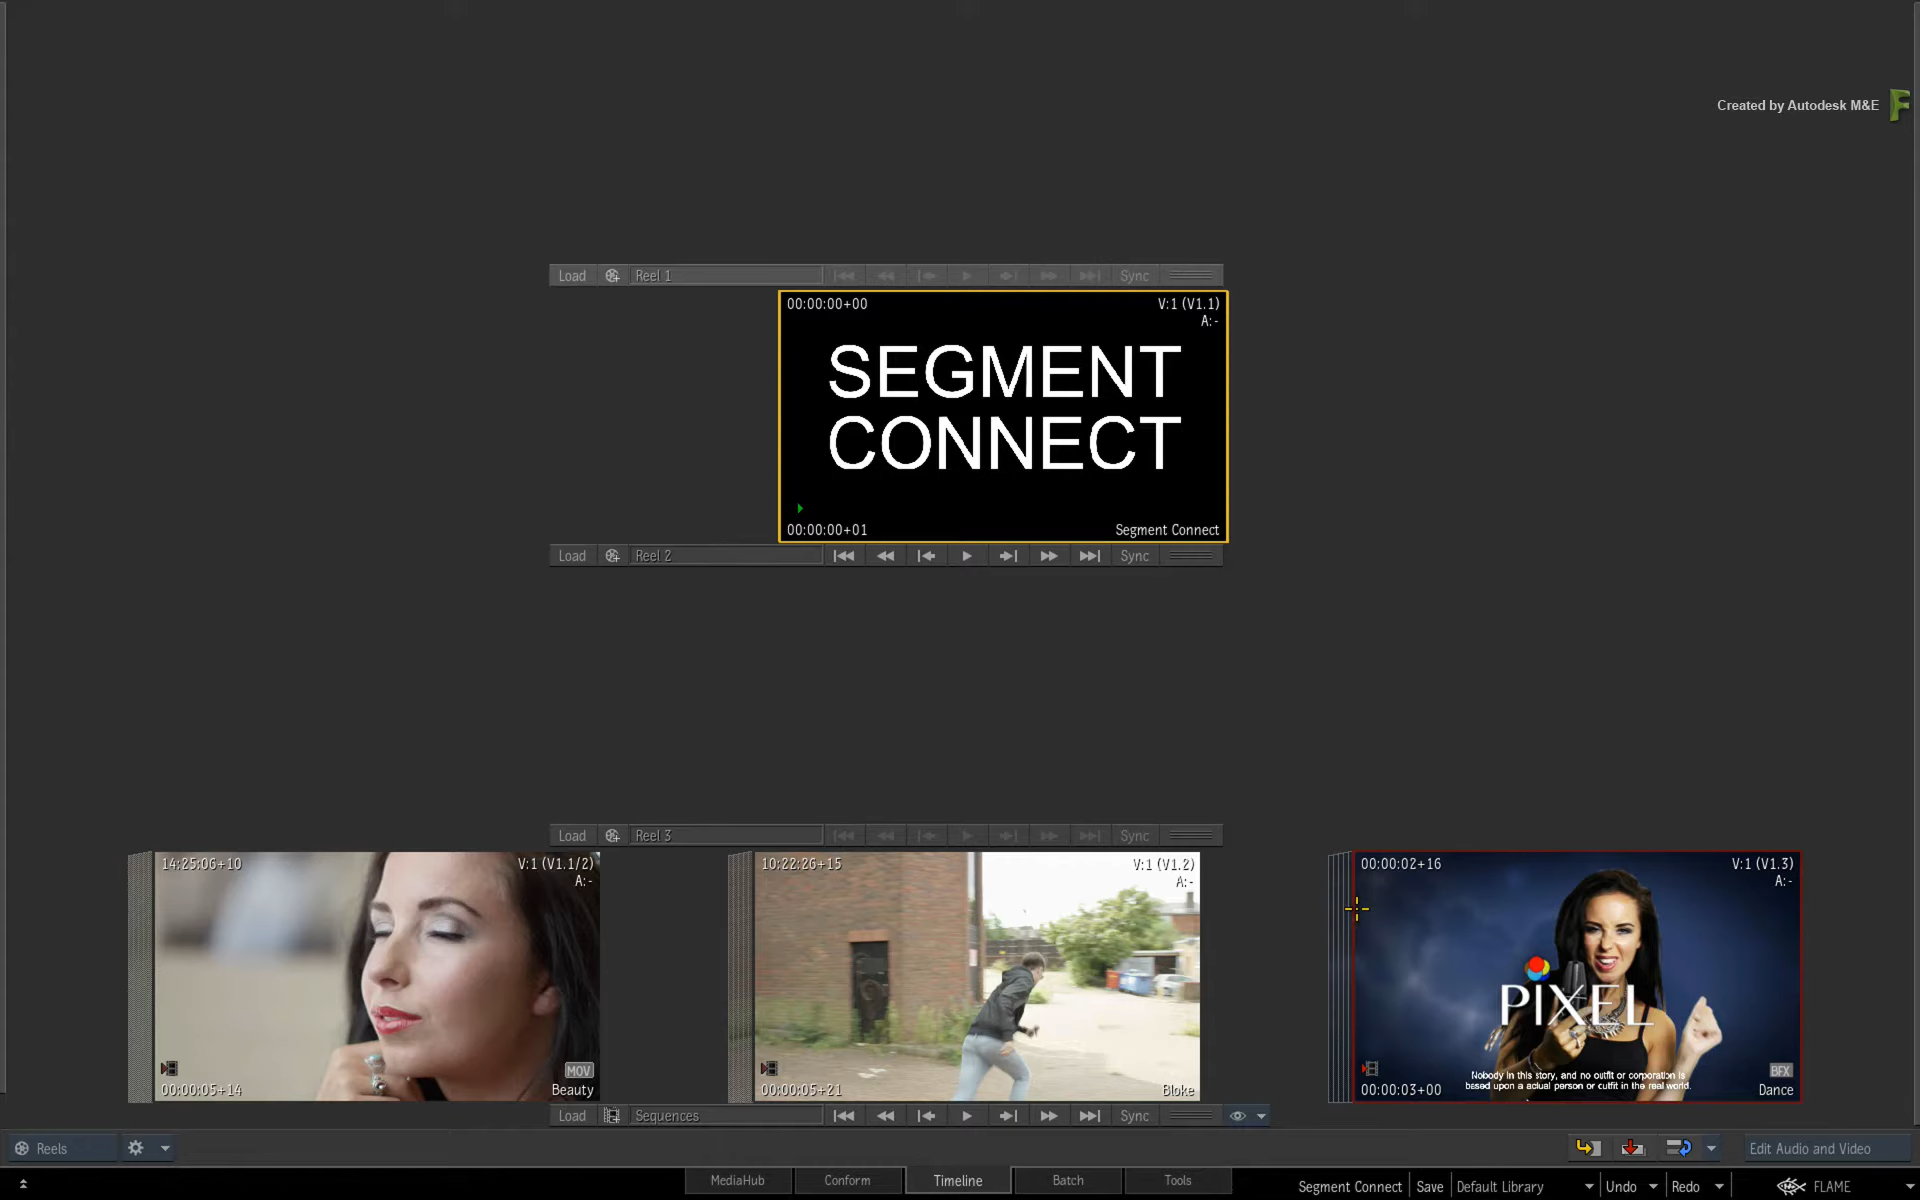 Created by Autodesk M&E
Load Reel 1 Sync
00:00:00+00 V:1 (V1.1)
A:-
SEGMENT
CONNECT
00:00:00+01 Segment Connect
Load Reel 2 Sync
Load Reel 3 Sync
14:25:06+10 V:1 (V1.1/2)
A:-
MOV
00:00:05+14 Beauty
10:22:26+15 V:1 (V1.2)
A:-
00:00:05+21 Bloke
00:00:02+16 V:1 (V1.3)
A:-
PIXEL
BFX
Nobody in this story, and no outfit or corporation is
based upon a actual person or outfit in the real world.
00:00:03+00 Dance
Load Sequences Sync
Reels Edit Audio and Video
MediaHub Conform Timeline Batch Tools
Segment Connect Save Default Library Undo Redo FLAME